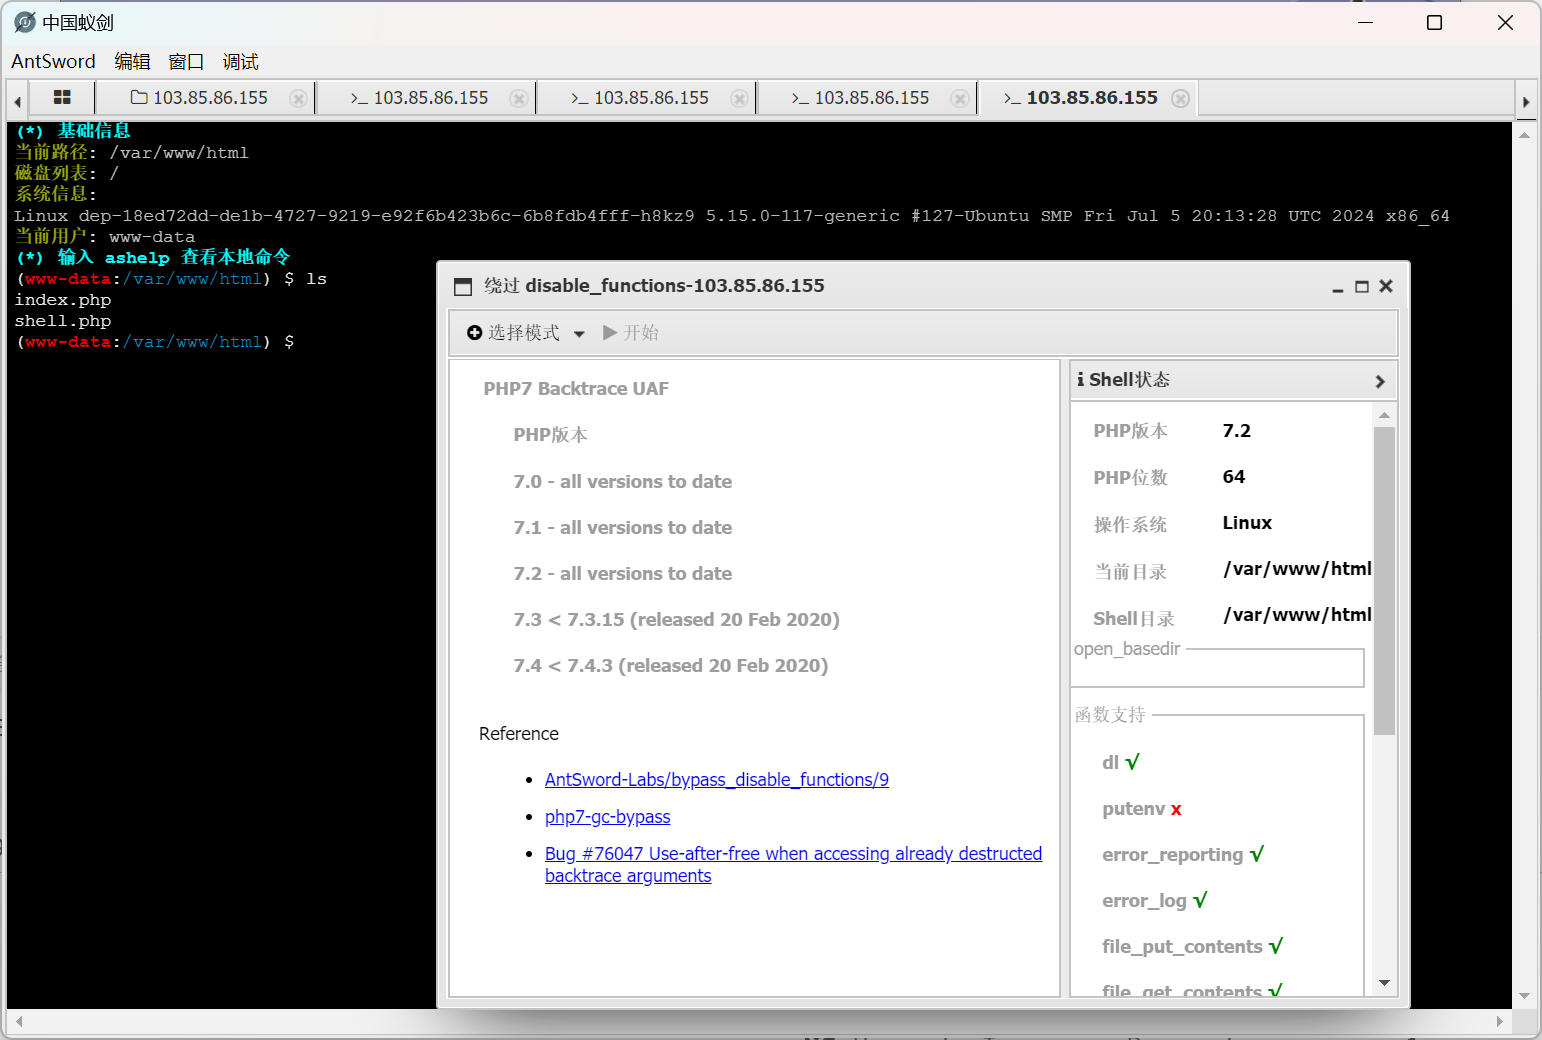 中国蚁剑
AntSword 编辑 窗口 调试
103.85.86.155 >_ 103.85.86.155 >_ 103.85.86.155 >_ 103.85.86.155 >_ 103.85.86.155
(*) 基础信息
当前路径: /var/www/html
磁盘列表: /
系统信息:
Linux dep-18ed72dd-de1b-4727-9219-e92f6b423b6c-6b8fdb4fff-h8kz9 5.15.0-117-generic #127-Ubuntu SMP Fri Jul 5 20:13:28 UTC 2024 x86_64
当前用户: www-data
(*) 输入 ashelp 查看本地命令
(www-data:/var/www/html) $ ls
index.php
shell.php
(www-data:/var/www/html) $
绕过 disable_functions-103.85.86.155
选择模式 开始
PHP7 Backtrace UAF
PHP版本
7.0 - all versions to date
7.1 - all versions to date
7.2 - all versions to date
7.3 < 7.3.15 (released 20 Feb 2020)
7.4 < 7.4.3 (released 20 Feb 2020)
Reference
AntSword-Labs/bypass_disable_functions/9
php7-gc-bypass
Bug #76047 Use-after-free when accessing already destructed
backtrace arguments
Shell状态
PHP版本 7.2
PHP位数 64
操作系统 Linux
当前目录 /var/www/html
Shell目录 /var/www/html
open_basedir
函数支持
dl √
putenv x
error_reporting √
error_log √
file_put_contents √
file_get_contents √